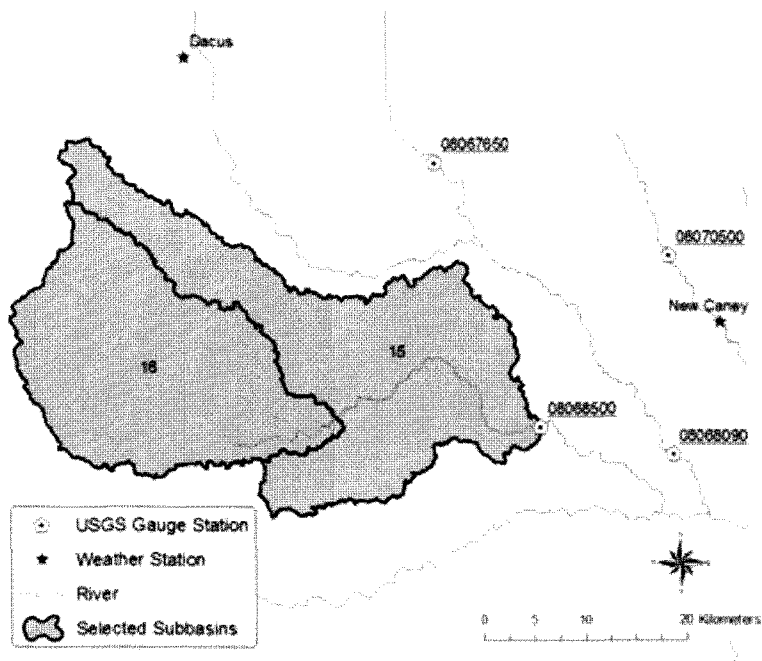 Dacus
08067650
08070500
New Caney
15
16
08068500
08068090
USGS Gauge Station
Weather Station
River
Selected Subbasins
0 5 10 20 Kilometers